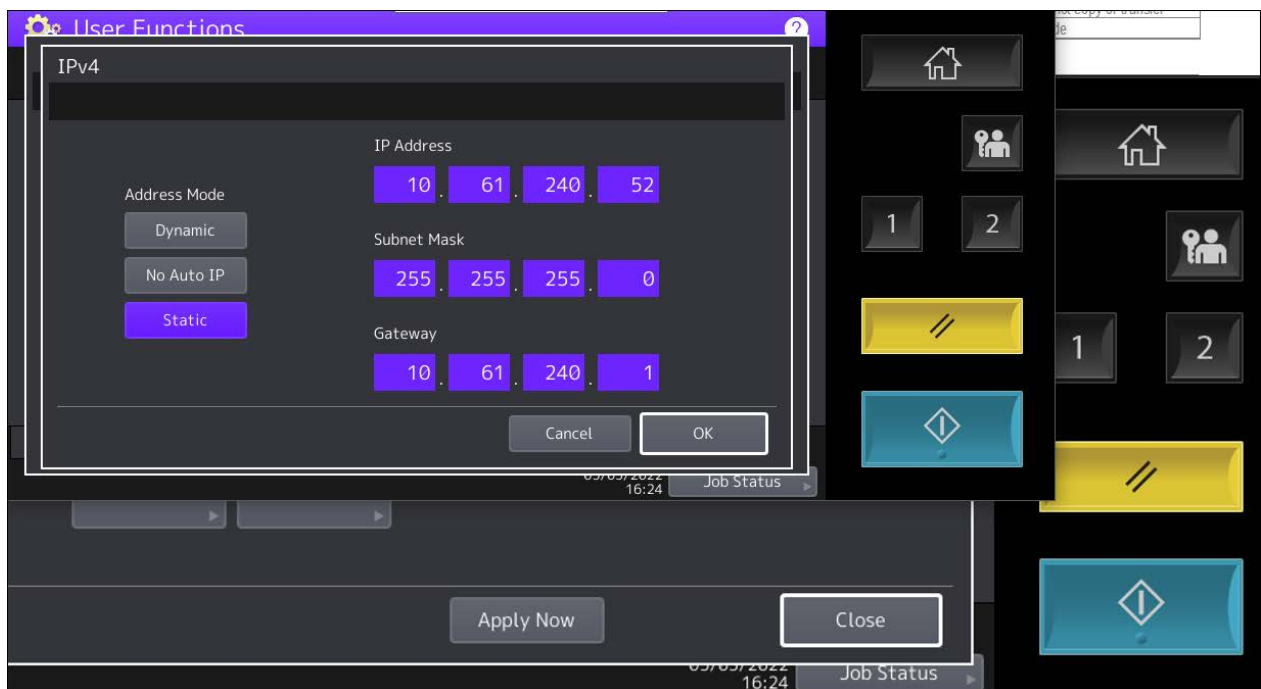 User Functions
?
IPv4
IP Address
10 . 61 . 240 . 52
Address Mode
Dynamic
Subnet Mask
No Auto IP
255 . 255 . 255 . 0
Static
Gateway
10 . 61 . 240 . 1
Cancel
OK
16:24
Job Status
1
2
1
2
Apply Now
Close
16:24
Job Status